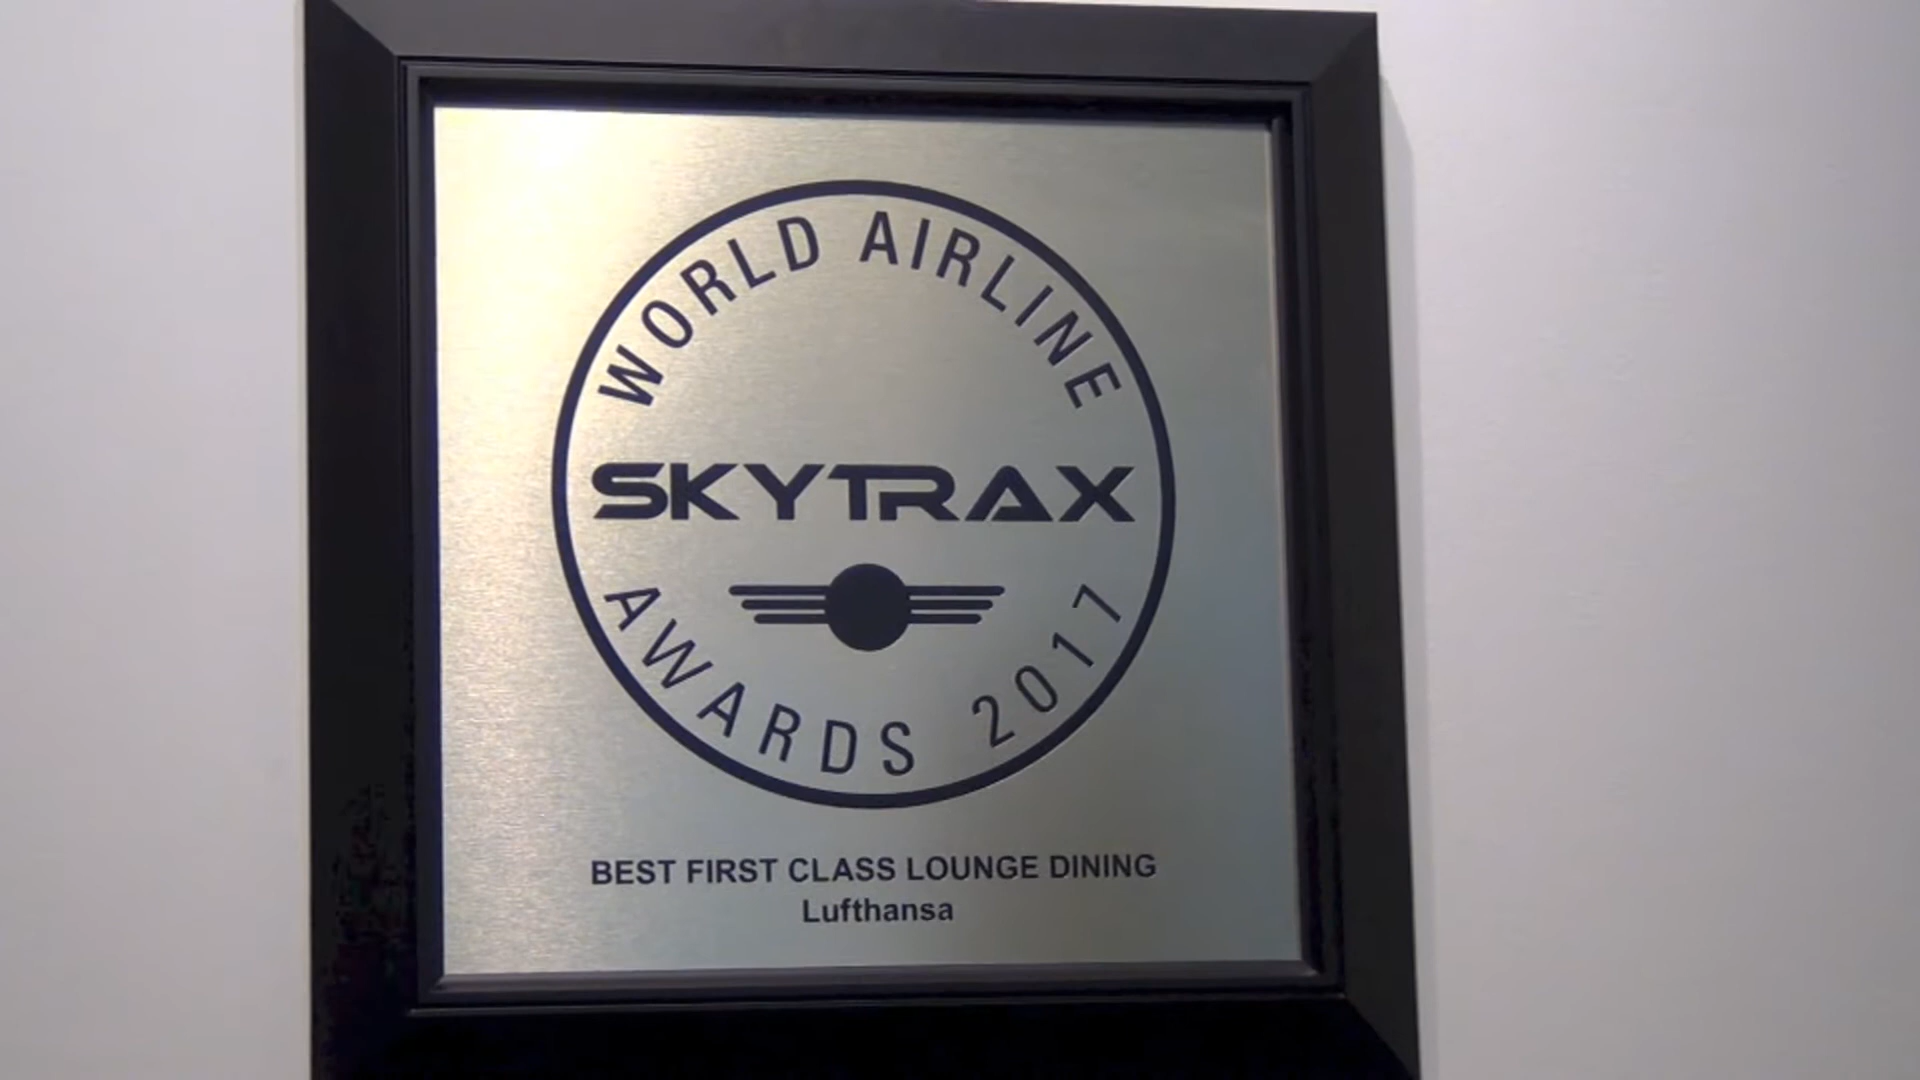 WORLD AIRLINE
SKYTRAX
AWARDS 2017
BEST FIRST CLASS LOUNGE DINING
Lufthansa